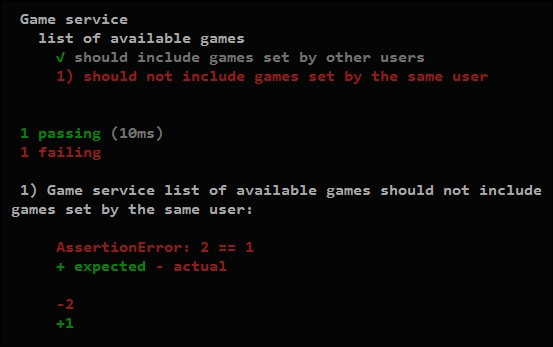 Game service
list of available games
√ should include games set by other users
1) should not include games set by the same user
1 passing (10ms)
1 failing
1) Game service list of available games should not include
games set by the same user:
AssertionError: 2 == 1
+ expected - actual
-2
+1